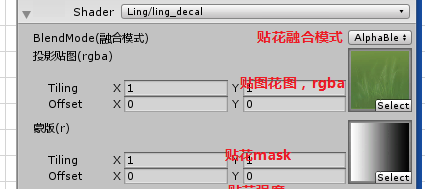 Shader Ling/ling_decal
BlendMode(融合模式) 贴花融合模式 AlphaBle
投影贴图(rgba)
贴图花图，rgba
Tiling X 1 Y 1
Offset X 0 Y 0
Select
蒙版(r)
贴花mask
Tiling X 1 Y 1
Offset X 0 Y 0
Select